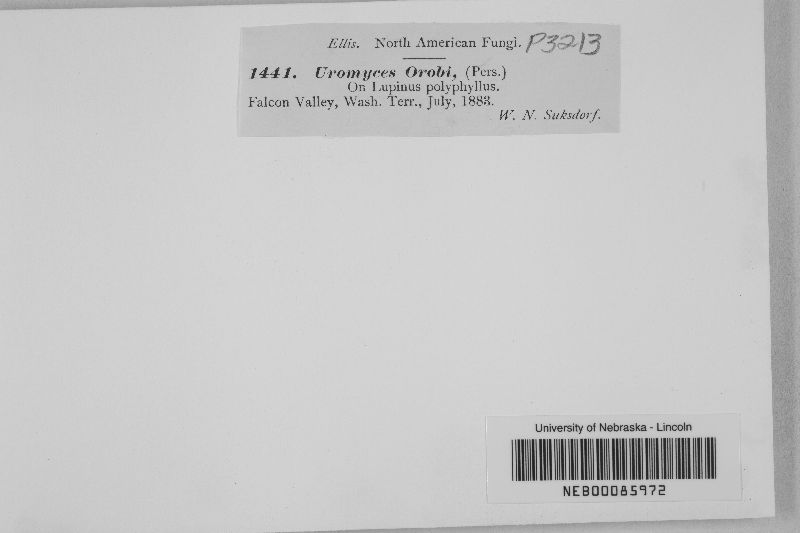 Ellis. North American Fungi. P3213
1441. Uromyces Orobi, (Pers.)
On Lupinus polyphyllus.
Falcon Valley, Wash. Terr., July, 1883.
W. N. Suksdorf.
University of Nebraska - Lincoln
NEB00085972